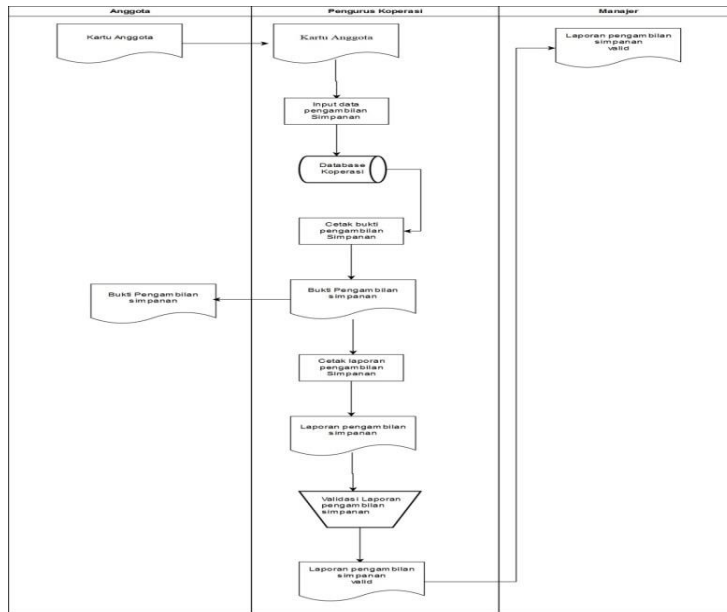 Anggota
Pengurus Koperasi
Manajer
Kartu Anggota
Kartu Anggota
Laporan pengambilan
simpanan
valid
Input data
pengambilan
Simpanan
Database
Koperasi
Cetak bukti
pengambilan
Simpanan
Bukti Pengambilan
simpanan
Bukti Pengambilan
simpanan
Cetak laporan
pengambilan
Simpanan
Laporan pengambilan
simpanan
Validasi Laporan
pengambilan
simpanan
Laporan pengambilan
simpanan
valid